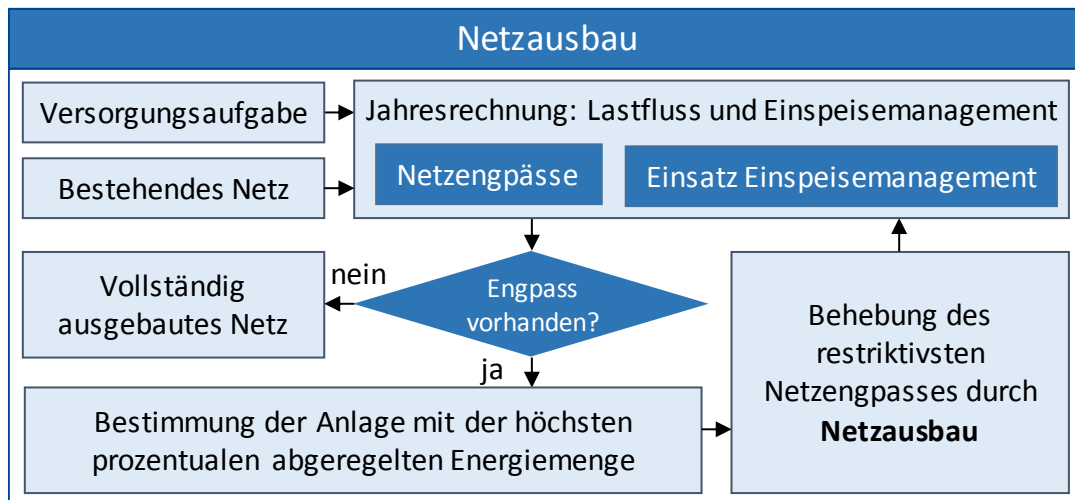 Netzausbau
Versorgungsaufgabe
Bestehendes Netz
Jahresrechnung: Lastfluss und Einspeisemanagement
Netzengpässe
Einsatz Einspeisemanagement
Engpass
vorhanden?
nein
Vollständig
ausgebautes Netz
ja
Bestimmung der Anlage mit der höchsten
prozentualen abgeregelten Energiemenge
Behebung des
restriktivsten
Netzengpasses durch
Netzausbau